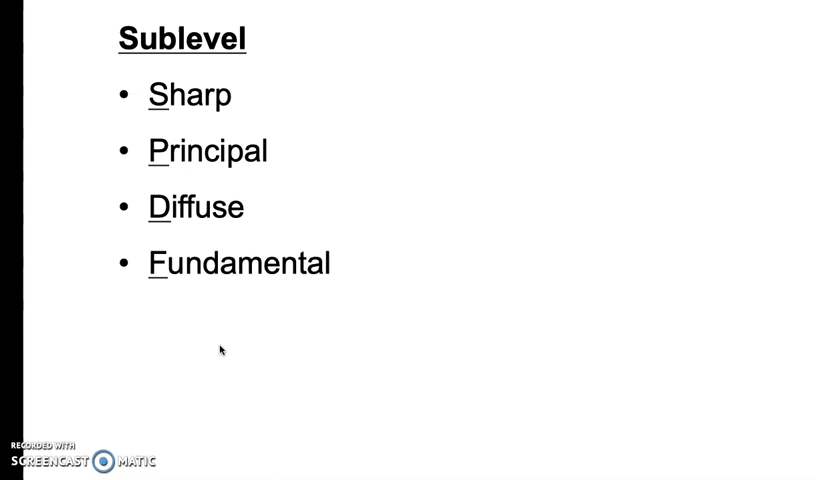 Sublevel
• Sharp
• Principal
• Diffuse
• Fundamental
RECORDED WITH
SCREENCAST MATIC